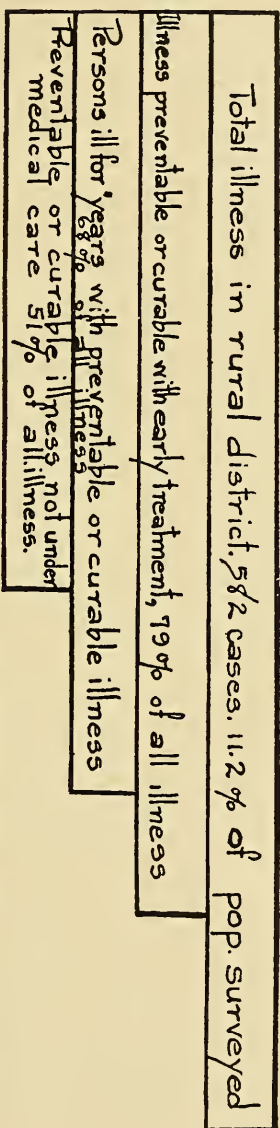 Total illness in rural district. 582 cases. 11.2% of pop. surveyed
Illness preventable or curable with early treatment, 79% of all illness
Persons ill for years with preventable or curable illness
68% of all illness
Preventable or curable illness not under
medical care 51% of all illness.